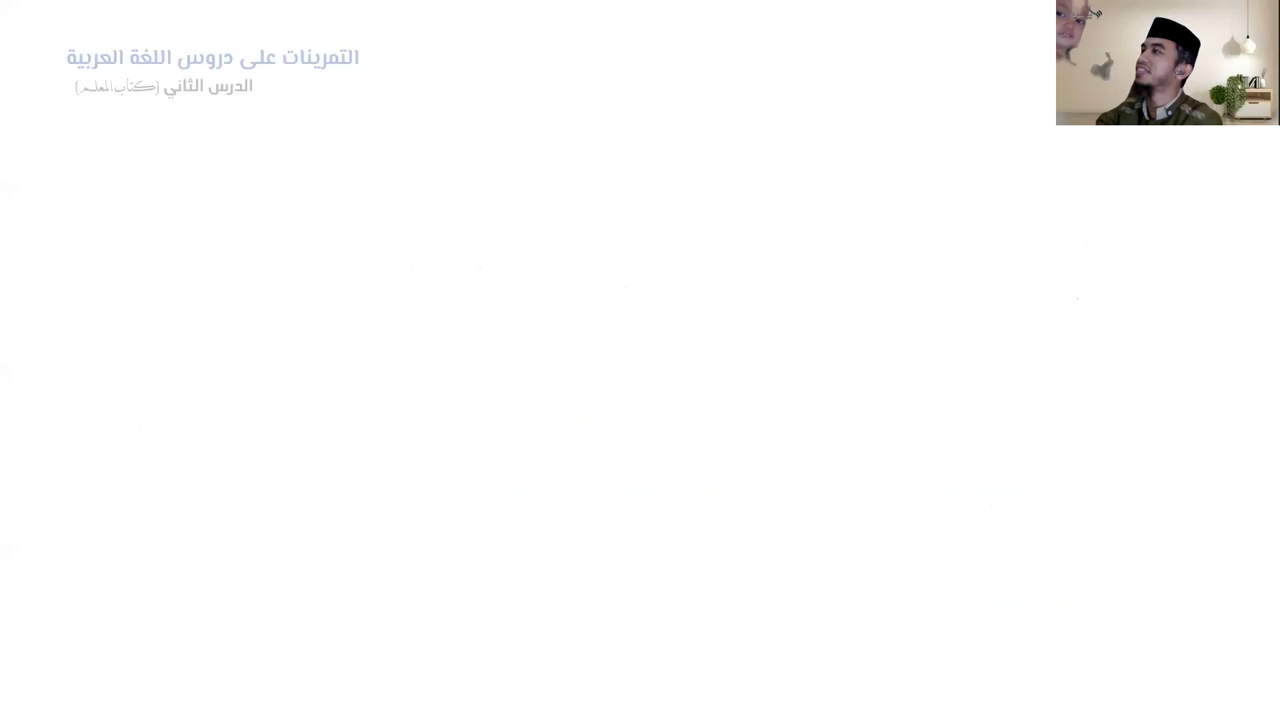 التمرينات على دروس اللغة العربية
الدرس الثاني (كتاب المعلم)